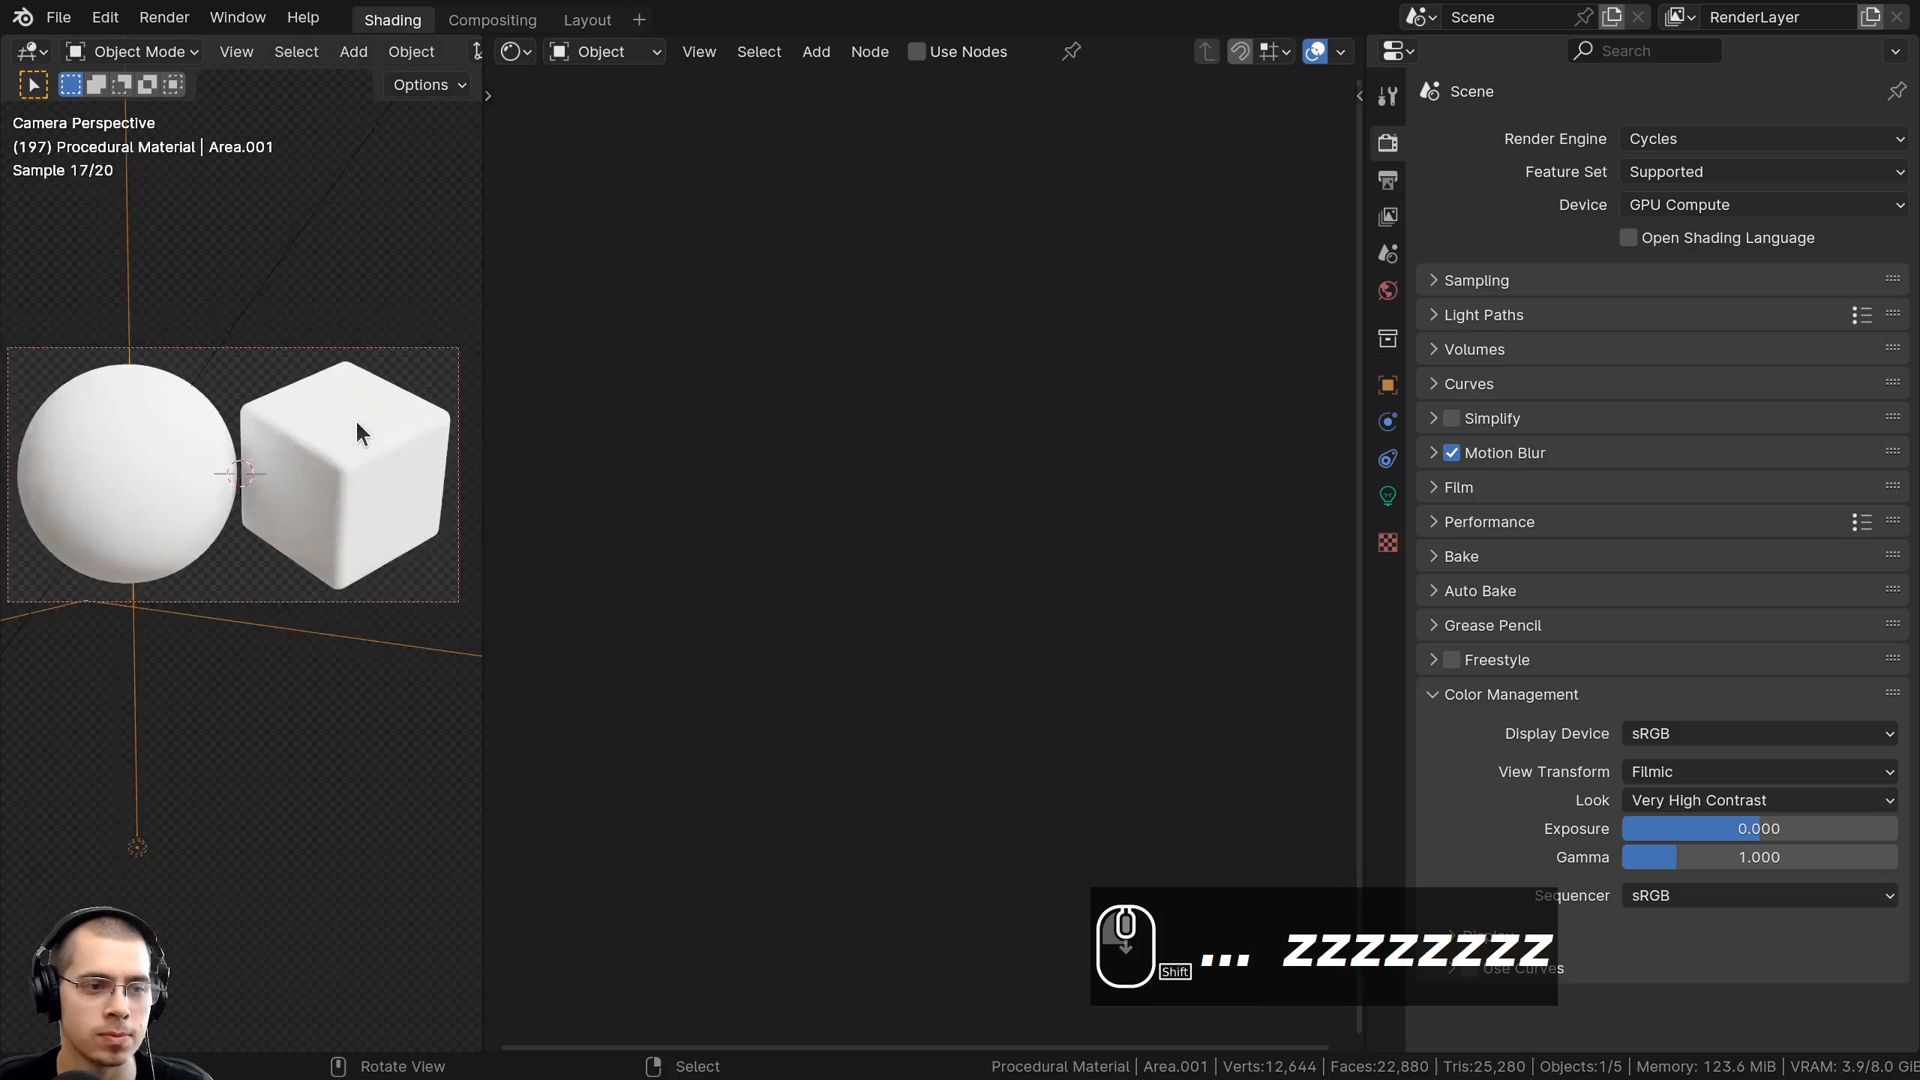 File Edit Render Window Help Shading Compositing Layout + Scene RenderLayer
Object Mode View Select Add Object Object View Select Add Node Use Nodes Search
Options
Camera Perspective
(197) Procedural Material | Area.001
Sample 17/20
Scene
Render Engine Cycles
Feature Set Supported
Device GPU Compute
Open Shading Language
Sampling
Light Paths
Volumes
Curves
Simplify
Motion Blur
Film
Performance
Bake
Auto Bake
Grease Pencil
Freestyle
Color Management
Display Device sRGB
View Transform Filmic
Look Very High Contrast
Exposure 0.000
Gamma 1.000
Sequencer sRGB
Display
Use Curves
Shift ... ZZZZZZZZ
Rotate View Select Procedural Material | Area.001 | Verts:12,644 | Faces:22,880 | Tris:25,280 | Objects:1/5 | Memory: 123.6 MiB | VRAM: 3.9/8.0 GiB